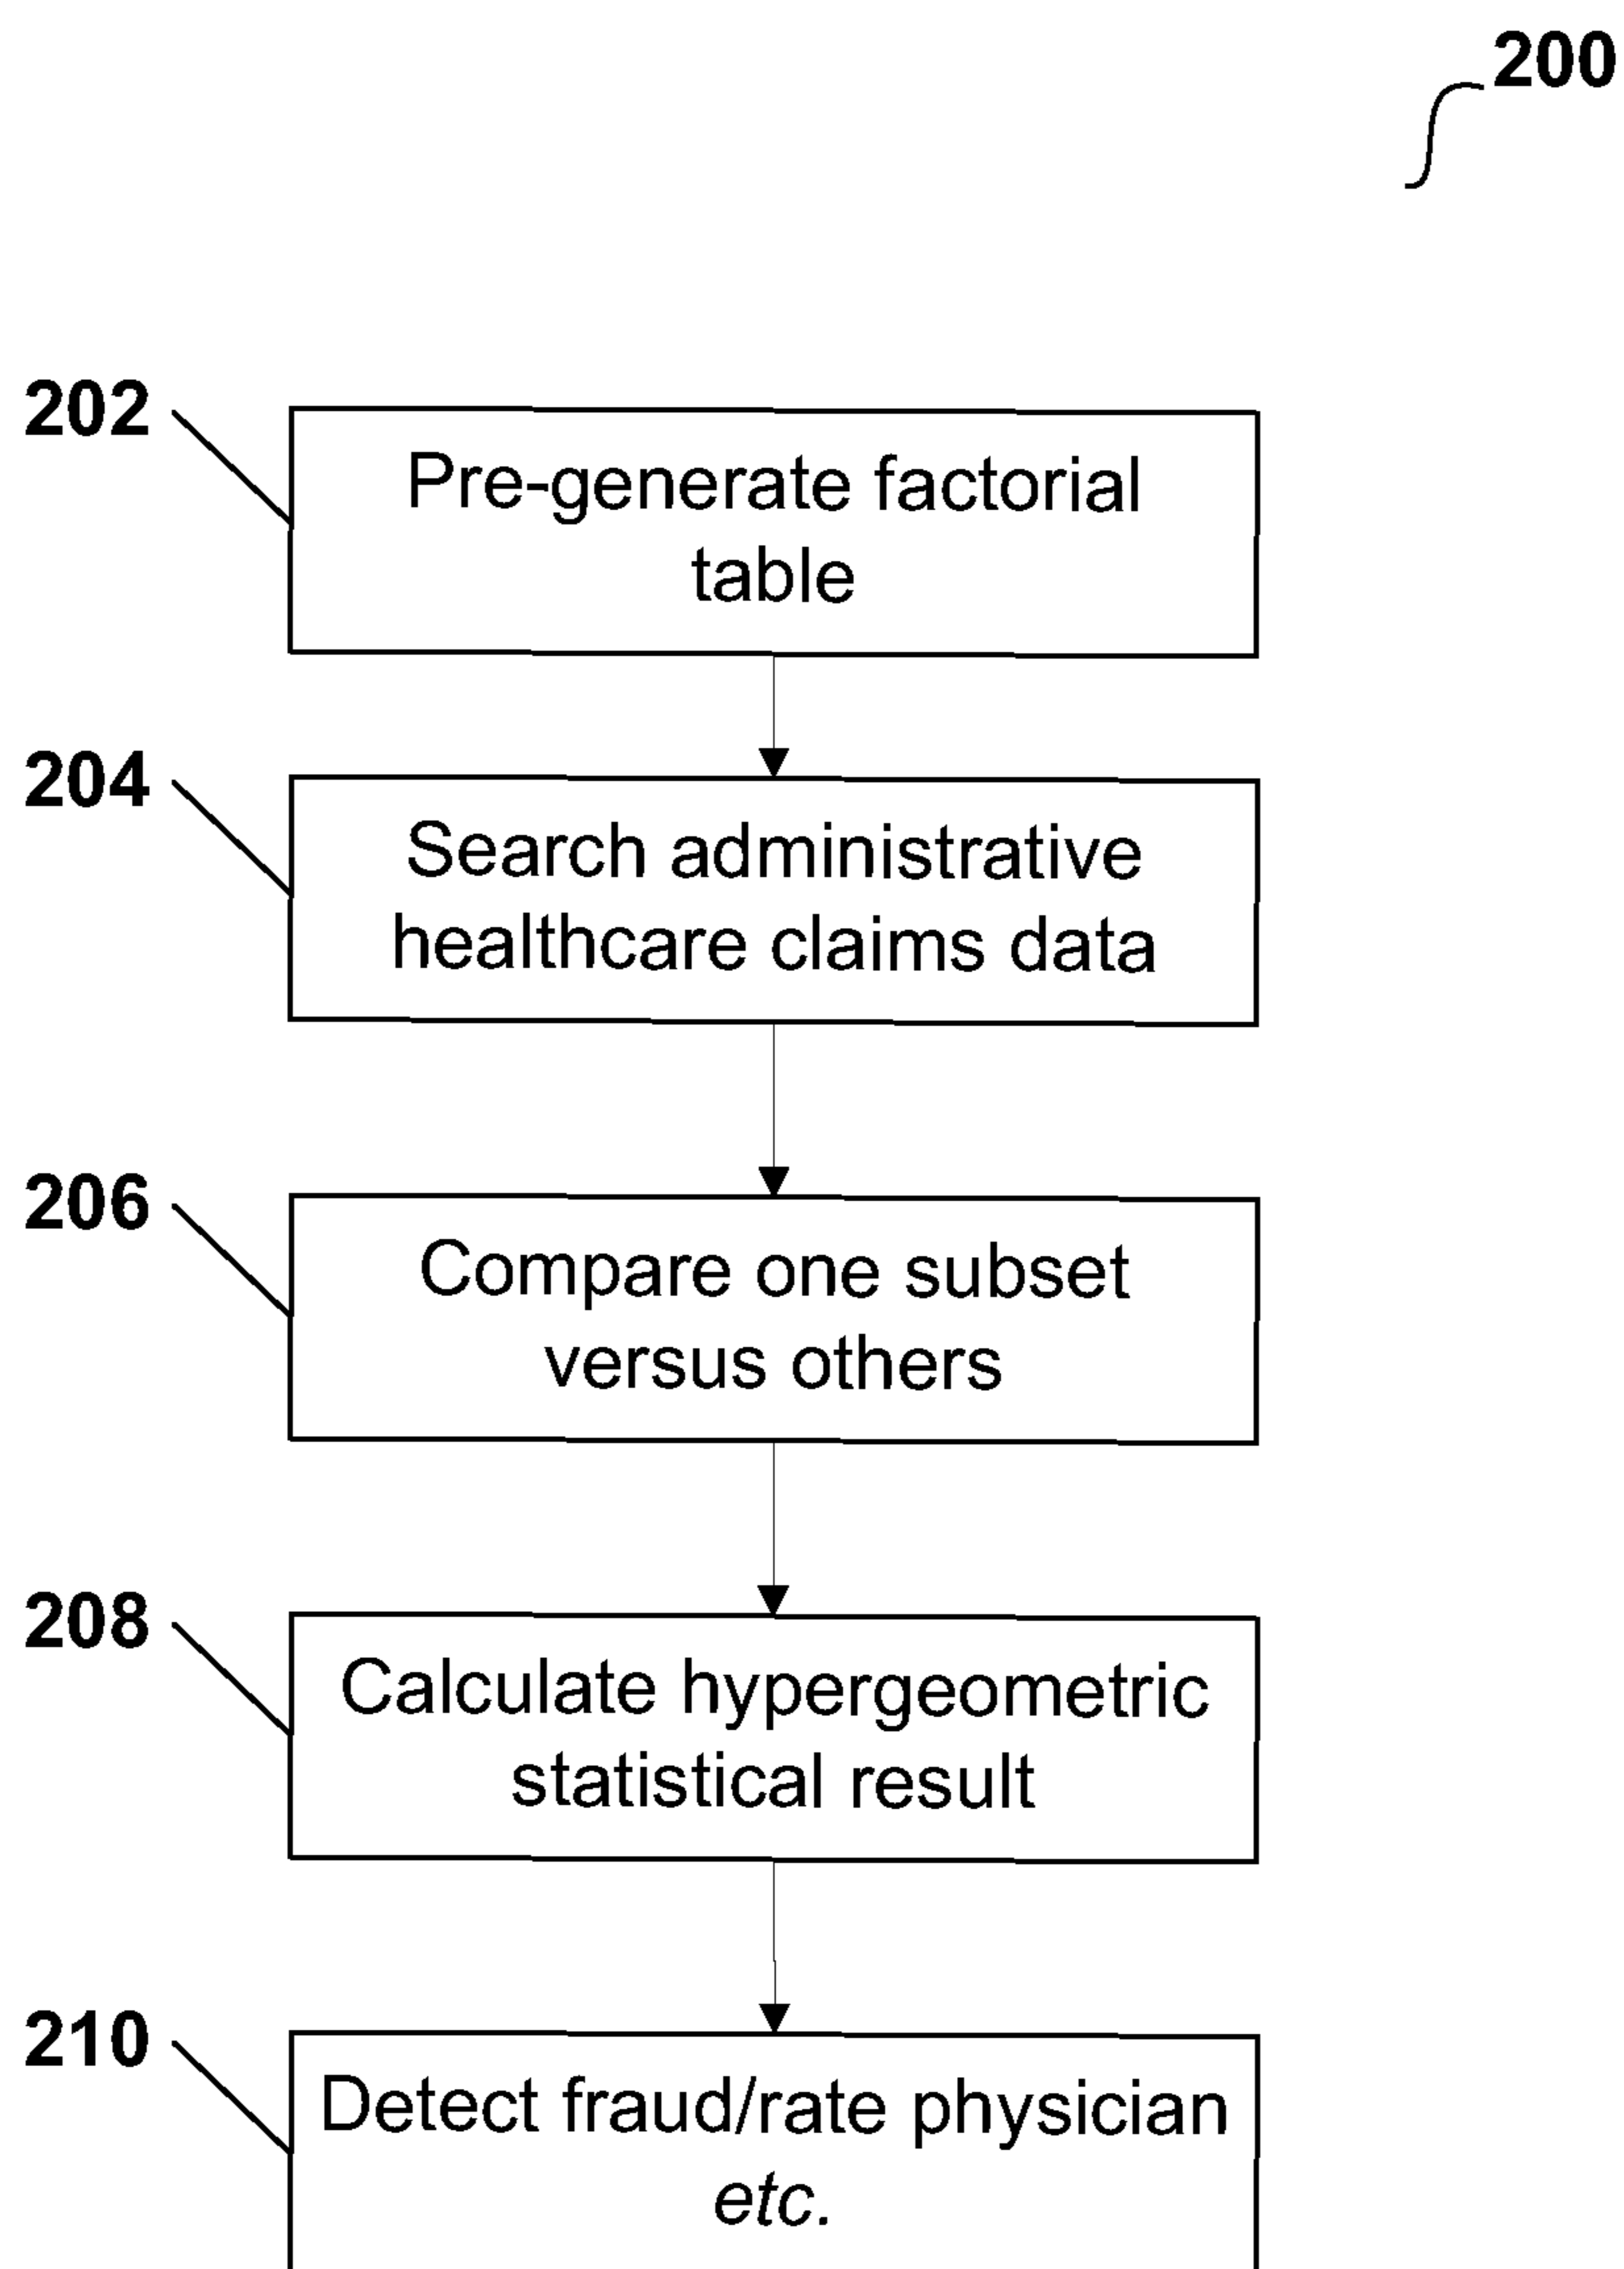 200
202
Pre-generate factorial
table
204
Search administrative
healthcare claims data
206
Compare one subset
versus others
208
Calculate hypergeometric
statistical result
210
Detect fraud/rate physician
etc.